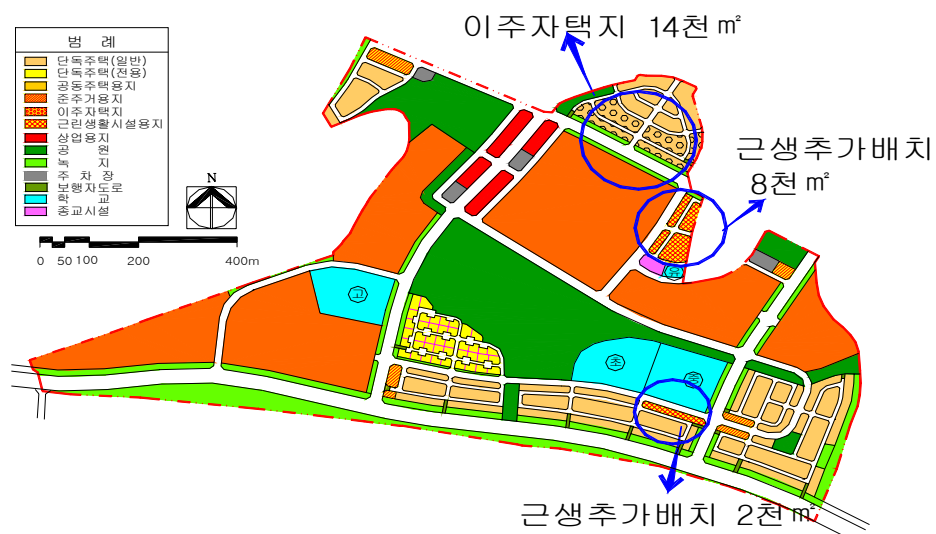 이주자택지 14천㎡
범 례
단독주택(일반)
단독주택(전용)
공동주택용지
준주거용지
이주자택지
근린생활시설용지
상업용지
공 원
녹 지
주 차 장
보행자도로
학 교
종교시설
N
0 50 100 200 400m
근생추가배치
8천㎡
유
고
초
중
근생추가배치 2천㎡